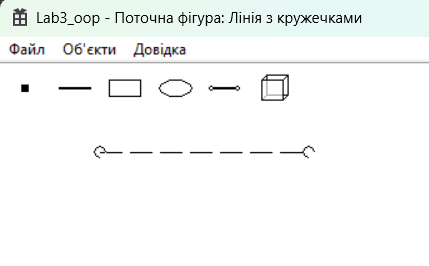 Lab3_oop - Поточна фігура: Лінія з кружечками
Файл Об'єкти Довідка